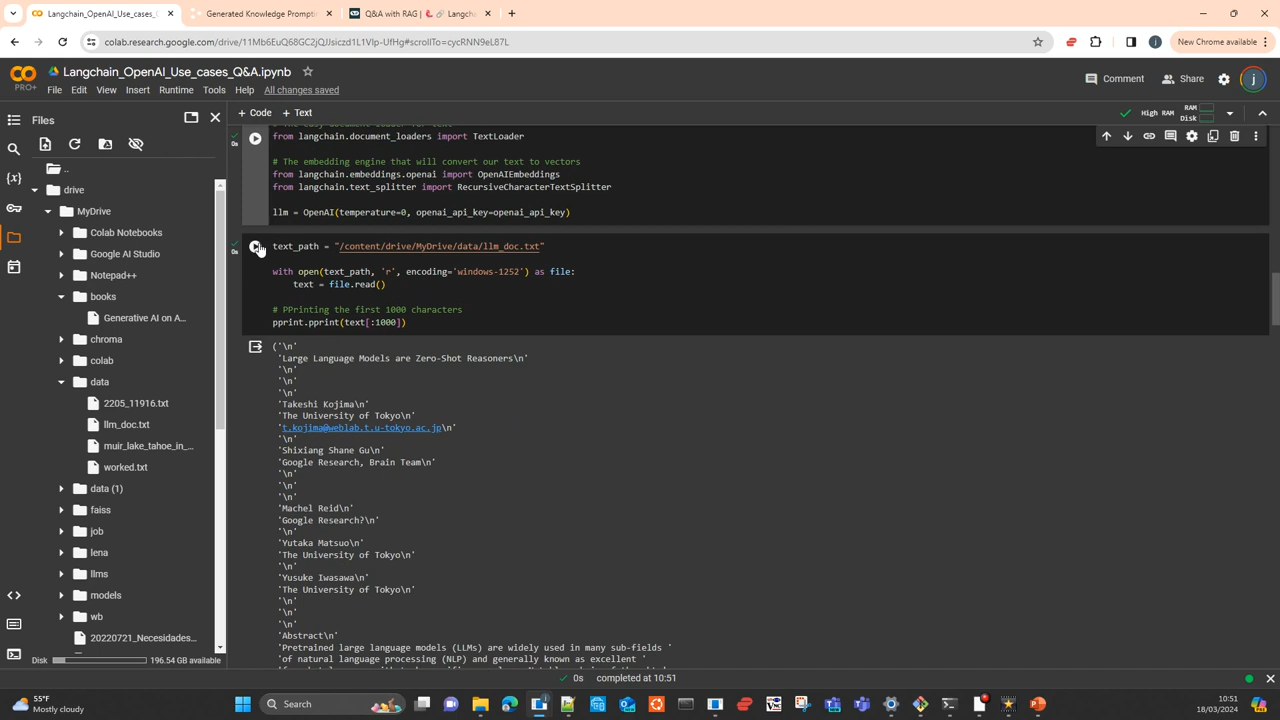 Langchain_OpenAI_Use_cases_
Generated Knowledge Promptin
Q&A with RAG | Langchai
colab.research.google.com/drive/11Mb6EuQ68GC2jQJJsiczd1L1Vlp-UfHg#scrollTo=cycRNN9eL87L
New Chrome available
Langchain_OpenAI_Use_cases_Q&A.ipynb
PRO+
File Edit View Insert Runtime Tools Help All changes saved
Comment Share j
Files
+ Code + Text
High RAM RAM Disk
from langchain.document_loaders import TextLoader
# The embedding engine that will convert our text to vectors
from langchain.embeddings.openai import OpenAIEmbeddings
from langchain.text_splitter import RecursiveCharacterTextSplitter
llm = OpenAI(temperature=0, openai_api_key=openai_api_key)
0s
0s
text_path = "/content/drive/MyDrive/data/llm_doc.txt"
with open(text_path, 'r', encoding='windows-1252') as file:
text = file.read()
# PPrinting the first 1000 characters
pprint.pprint(text[:1000])
('\n'
'Large Language Models are Zero-Shot Reasoners\n'
'\n'
'\n'
'\n'
'Takeshi Kojima\n'
'The University of Tokyo\n'
't.kojima@weblab.t.u-tokyo.ac.jp\n'
'\n'
'Shixiang Shane Gu\n'
'Google Research, Brain Team\n'
'\n'
'\n'
'\n'
'Machel Reid\n'
'Google Research?\n'
'\n'
'Yutaka Matsuo\n'
'The University of Tokyo\n'
'\n'
'Yusuke Iwasawa\n'
'The University of Tokyo\n'
'\n'
'\n'
'\n'
'Abstract\n'
'Pretrained large language models (LLMs) are widely used in many sub-fields '
'of natural language processing (NLP) and generally known as excellent '
..
drive
MyDrive
Colab Notebooks
Google AI Studio
Notepad++
books
Generative AI on A...
chroma
colab
data
2205_11916.txt
llm_doc.txt
muir_lake_tahoe_in_...
worked.txt
data (1)
faiss
job
lena
llms
models
wb
20220721_Necesidades...
Disk 196.54 GB available
0s completed at 10:51
55°F
Mostly cloudy
Search
10:51
18/03/2024